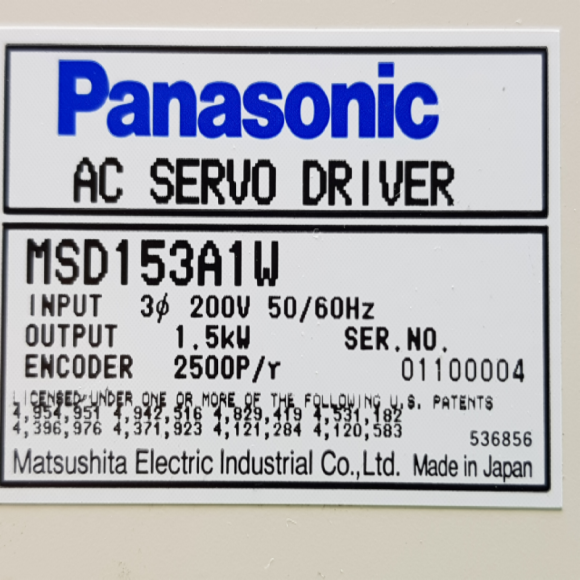 Panasonic
AC SERVO DRIVER
MSD153A1W
INPUT 3ϕ 200V 50/60Hz
OUTPUT 1.5kW SER.NO.
ENCODER 2500P/r 01100004
LICENSED UNDER ONE OR MORE OF THE FOLLOWING U.S. PATENTS
4,954,951 4,942,516 4,829,419 4,531,182
4,396,976 4,371,923 4,121,284 4,120,583
536856
Matsushita Electric Industrial Co.,Ltd. Made in Japan